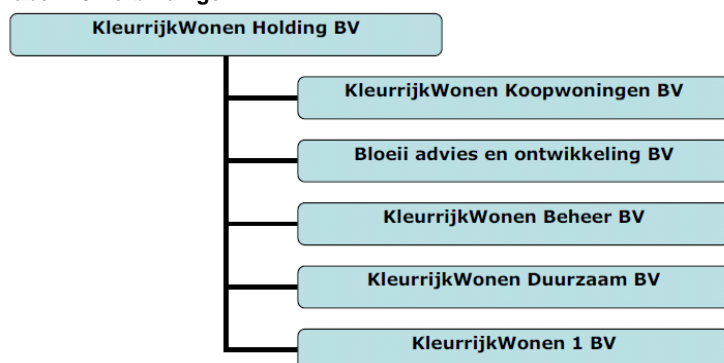 KleurrijkWonen Holding BV
KleurrijkWonen Koopwoningen BV
Bloeii advies en ontwikkeling BV
KleurrijkWonen Beheer BV
KleurrijkWonen Duurzaam BV
KleurrijkWonen 1 BV